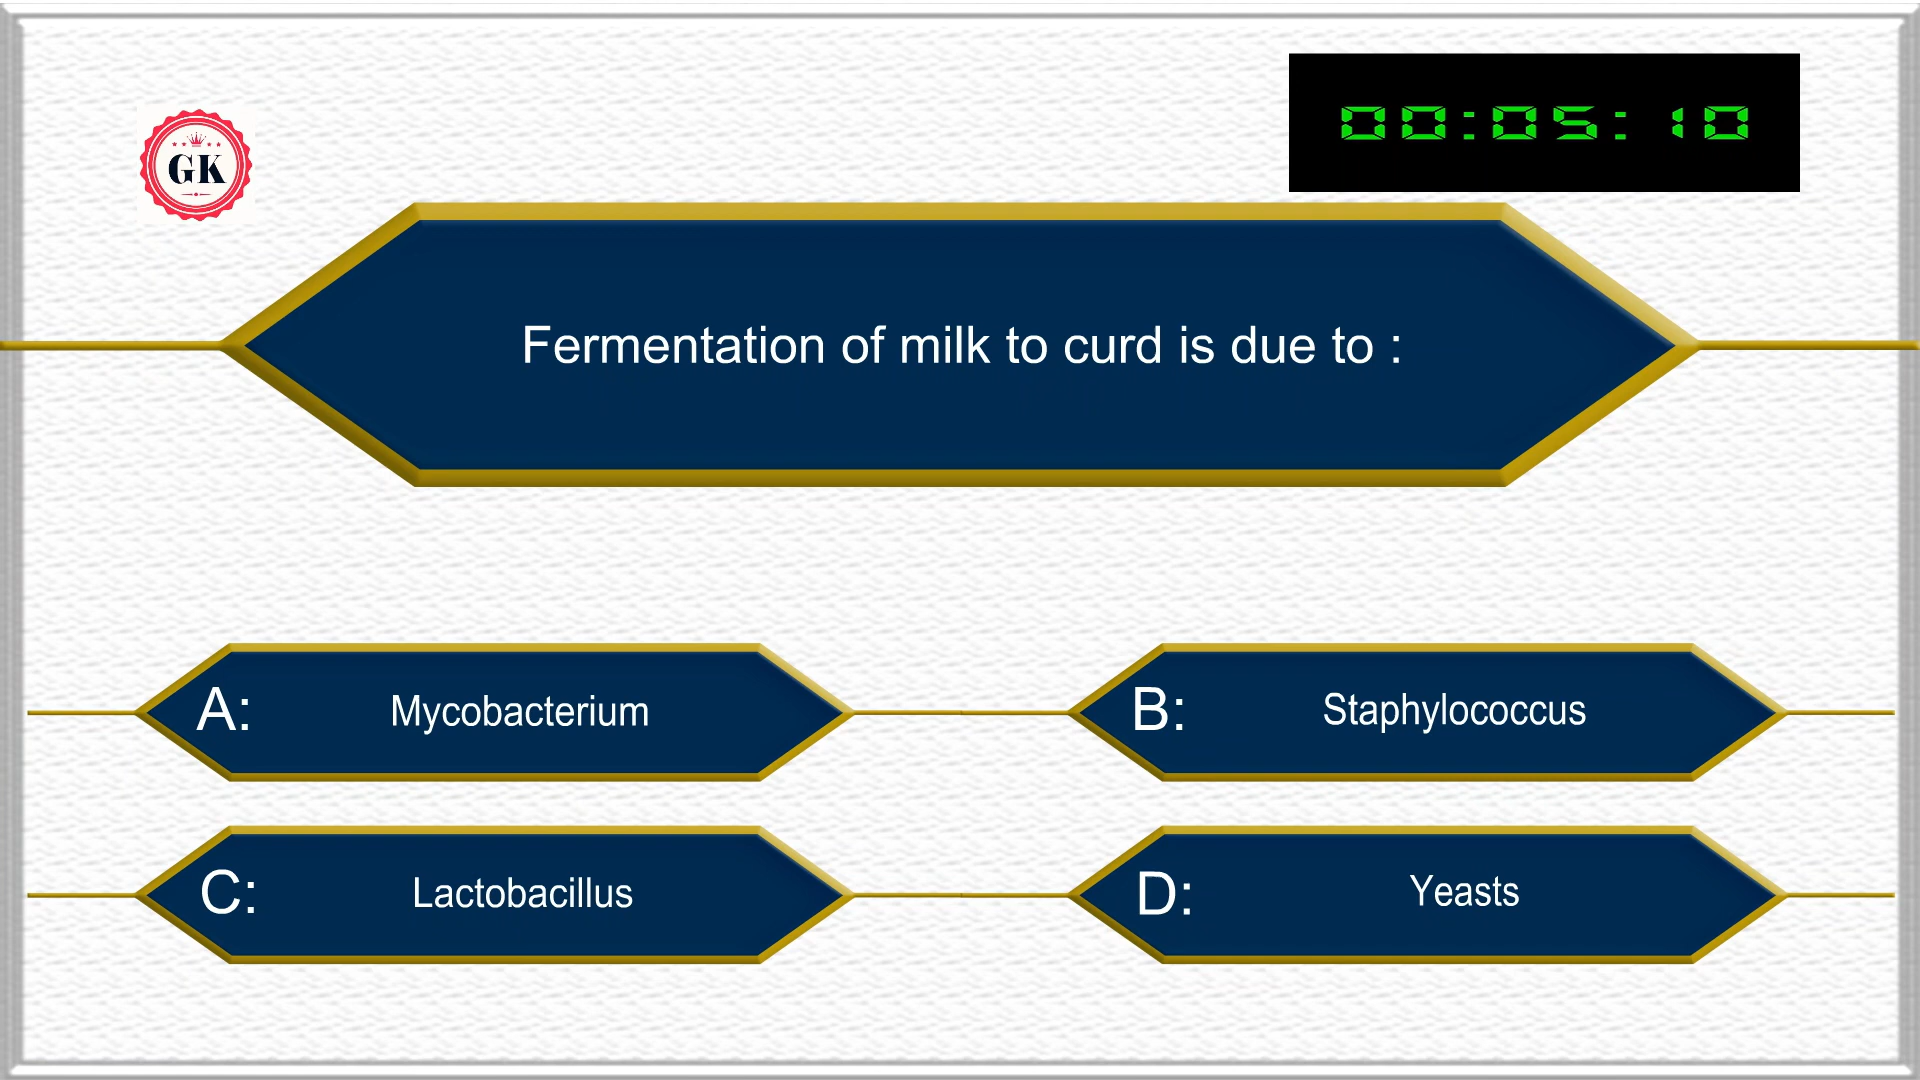 00:05:10
GK
Fermentation of milk to curd is due to :
A: Mycobacterium
B: Staphylococcus
C: Lactobacillus
D: Yeasts